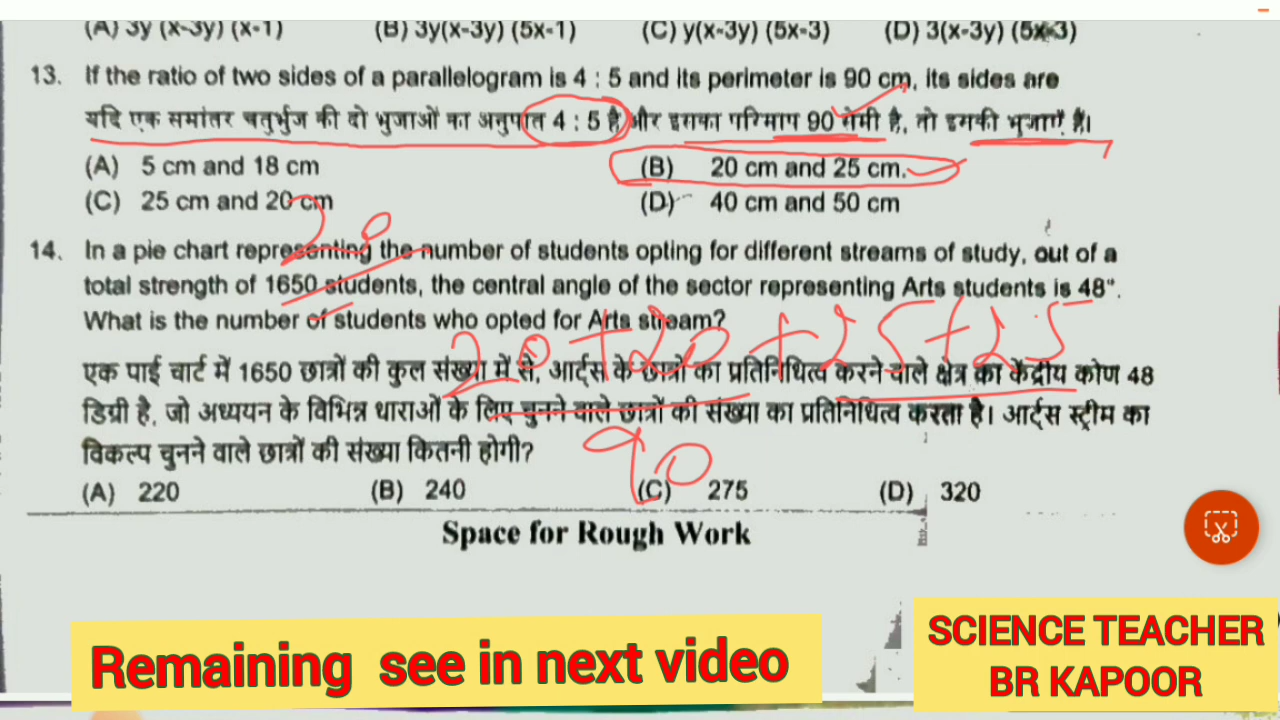 (A) 3y (x-3y) (x-1) (B) 3y(x-3y) (5x-1) (C) y(x-3y) (5x-3) (D) 3(x-3y) (5x-3)
13. If the ratio of two sides of a parallelogram is 4 : 5 and its perimeter is 90 cm, its sides are
यदि एक समांतर चतुर्भुज की दो भुजाओं का अनुपात 4 : 5 है और इसका परिमाप 90 सेमी है, तो इसकी भुजाएँ हैं।
(A) 5 cm and 18 cm (B) 20 cm and 25 cm.
(C) 25 cm and 20 cm (D) 40 cm and 50 cm
14. In a pie chart representing the number of students opting for different streams of study, out of a
total strength of 1650 students, the central angle of the sector representing Arts students is 48°.
What is the number of students who opted for Arts stream?
20+20+25+25
एक पाई चार्ट में 1650 छात्रों की कुल संख्या में से, आर्ट्स के छात्रों का प्रतिनिधित्व करने वाले क्षेत्र का केंद्रीय कोण 48
डिग्री है, जो अध्ययन के विभिन्न धाराओं के लिए चुनने वाले छात्रों की संख्या का प्रतिनिधित्व करता है। आर्ट्स स्ट्रीम का
विकल्प चुनने वाले छात्रों की संख्या कितनी होगी?
90
(A) 220 (B) 240 (C) 275 (D) 320
Space for Rough Work
Remaining see in next video
SCIENCE TEACHER
BR KAPOOR